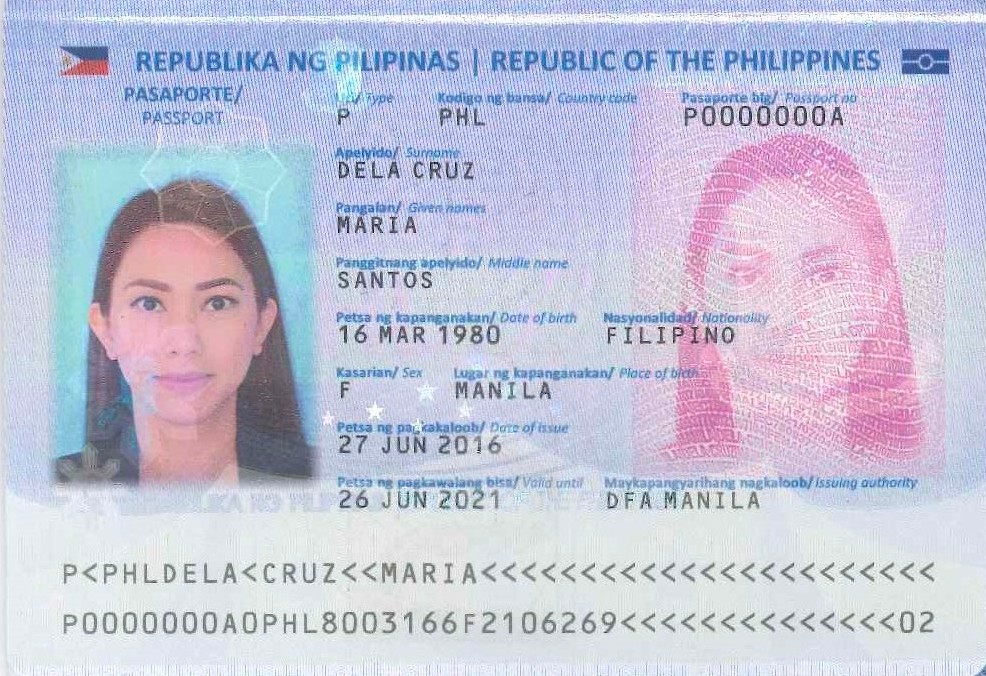 REPUBLIKA NG PILIPINAS | REPUBLIC OF THE PHILIPPINES
PASAPORTE/
PASSPORT
Type Kodigo ng bansa/ Country code Pasaporte blg/ Passport no
P PHL P0000000A
Apelyido/ Surname
DELA CRUZ
Pangalan/ Given names
MARIA
Panggitnang apelyido/ Middle name
SANTOS
Petsa ng kapanganakan/ Date of birth Nasyonalidad/ Nationality
16 MAR 1980 FILIPINO
Kasarian/ Sex Lugar ng kapanganakan/ Place of birth
F MANILA
Petsa ng pagkakaloob/ Date of issue
27 JUN 2016
Petsa ng pagkawalang bisa/ Valid until Maykapangyarihang nagkaloob/ Issuing authority
26 JUN 2021 DFA MANILA
P<PHLDELA<CRUZ<<MARIA<<<<<<<<<<<<<<<<<<<<<<<
P0000000A0PHL8003166F2106269<<<<<<<<<<<<<<02